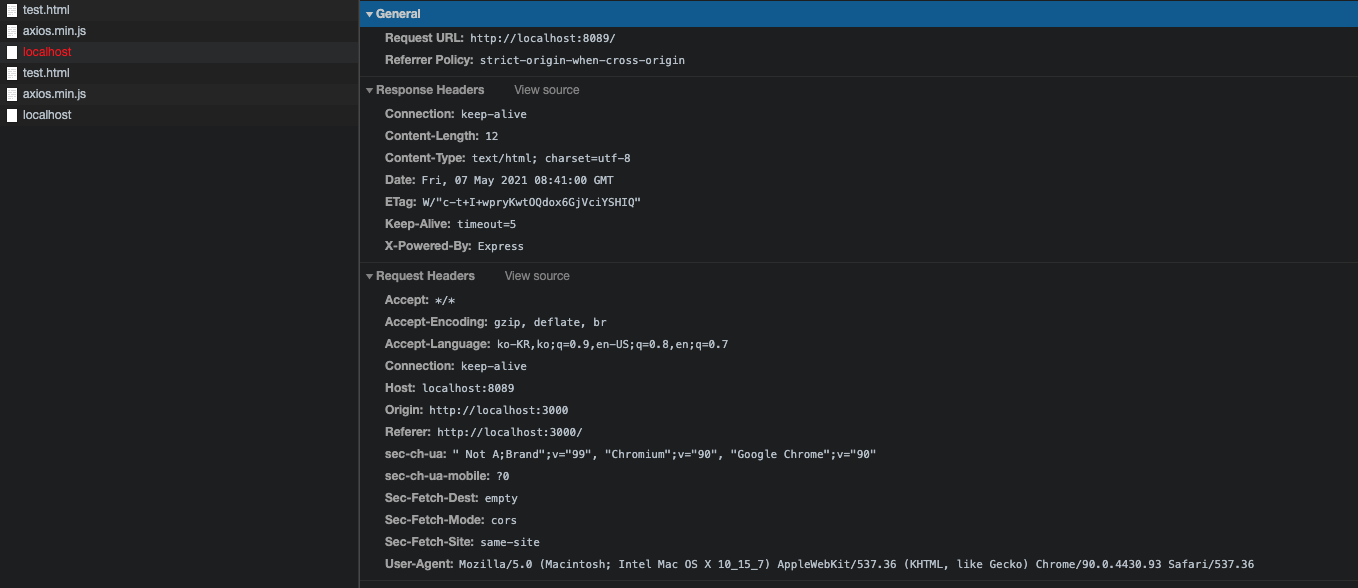 test.html
axios.min.js
localhost
test.html
axios.min.js
localhost
General
Request URL: http://localhost:8089/
Referrer Policy: strict-origin-when-cross-origin
Response Headers View source
Connection: keep-alive
Content-Length: 12
Content-Type: text/html; charset=utf-8
Date: Fri, 07 May 2021 08:41:00 GMT
ETag: W/"c-t+I+wpryKwtOQdox6GjVciYSHIQ"
Keep-Alive: timeout=5
X-Powered-By: Express
Request Headers View source
Accept: */*
Accept-Encoding: gzip, deflate, br
Accept-Language: ko-KR,ko;q=0.9,en-US;q=0.8,en;q=0.7
Connection: keep-alive
Host: localhost:8089
Origin: http://localhost:3000
Referer: http://localhost:3000/
sec-ch-ua: " Not A;Brand";v="99", "Chromium";v="90", "Google Chrome";v="90"
sec-ch-ua-mobile: ?0
Sec-Fetch-Dest: empty
Sec-Fetch-Mode: cors
Sec-Fetch-Site: same-site
User-Agent: Mozilla/5.0 (Macintosh; Intel Mac OS X 10_15_7) AppleWebKit/537.36 (KHTML, like Gecko) Chrome/90.0.4430.93 Safari/537.36